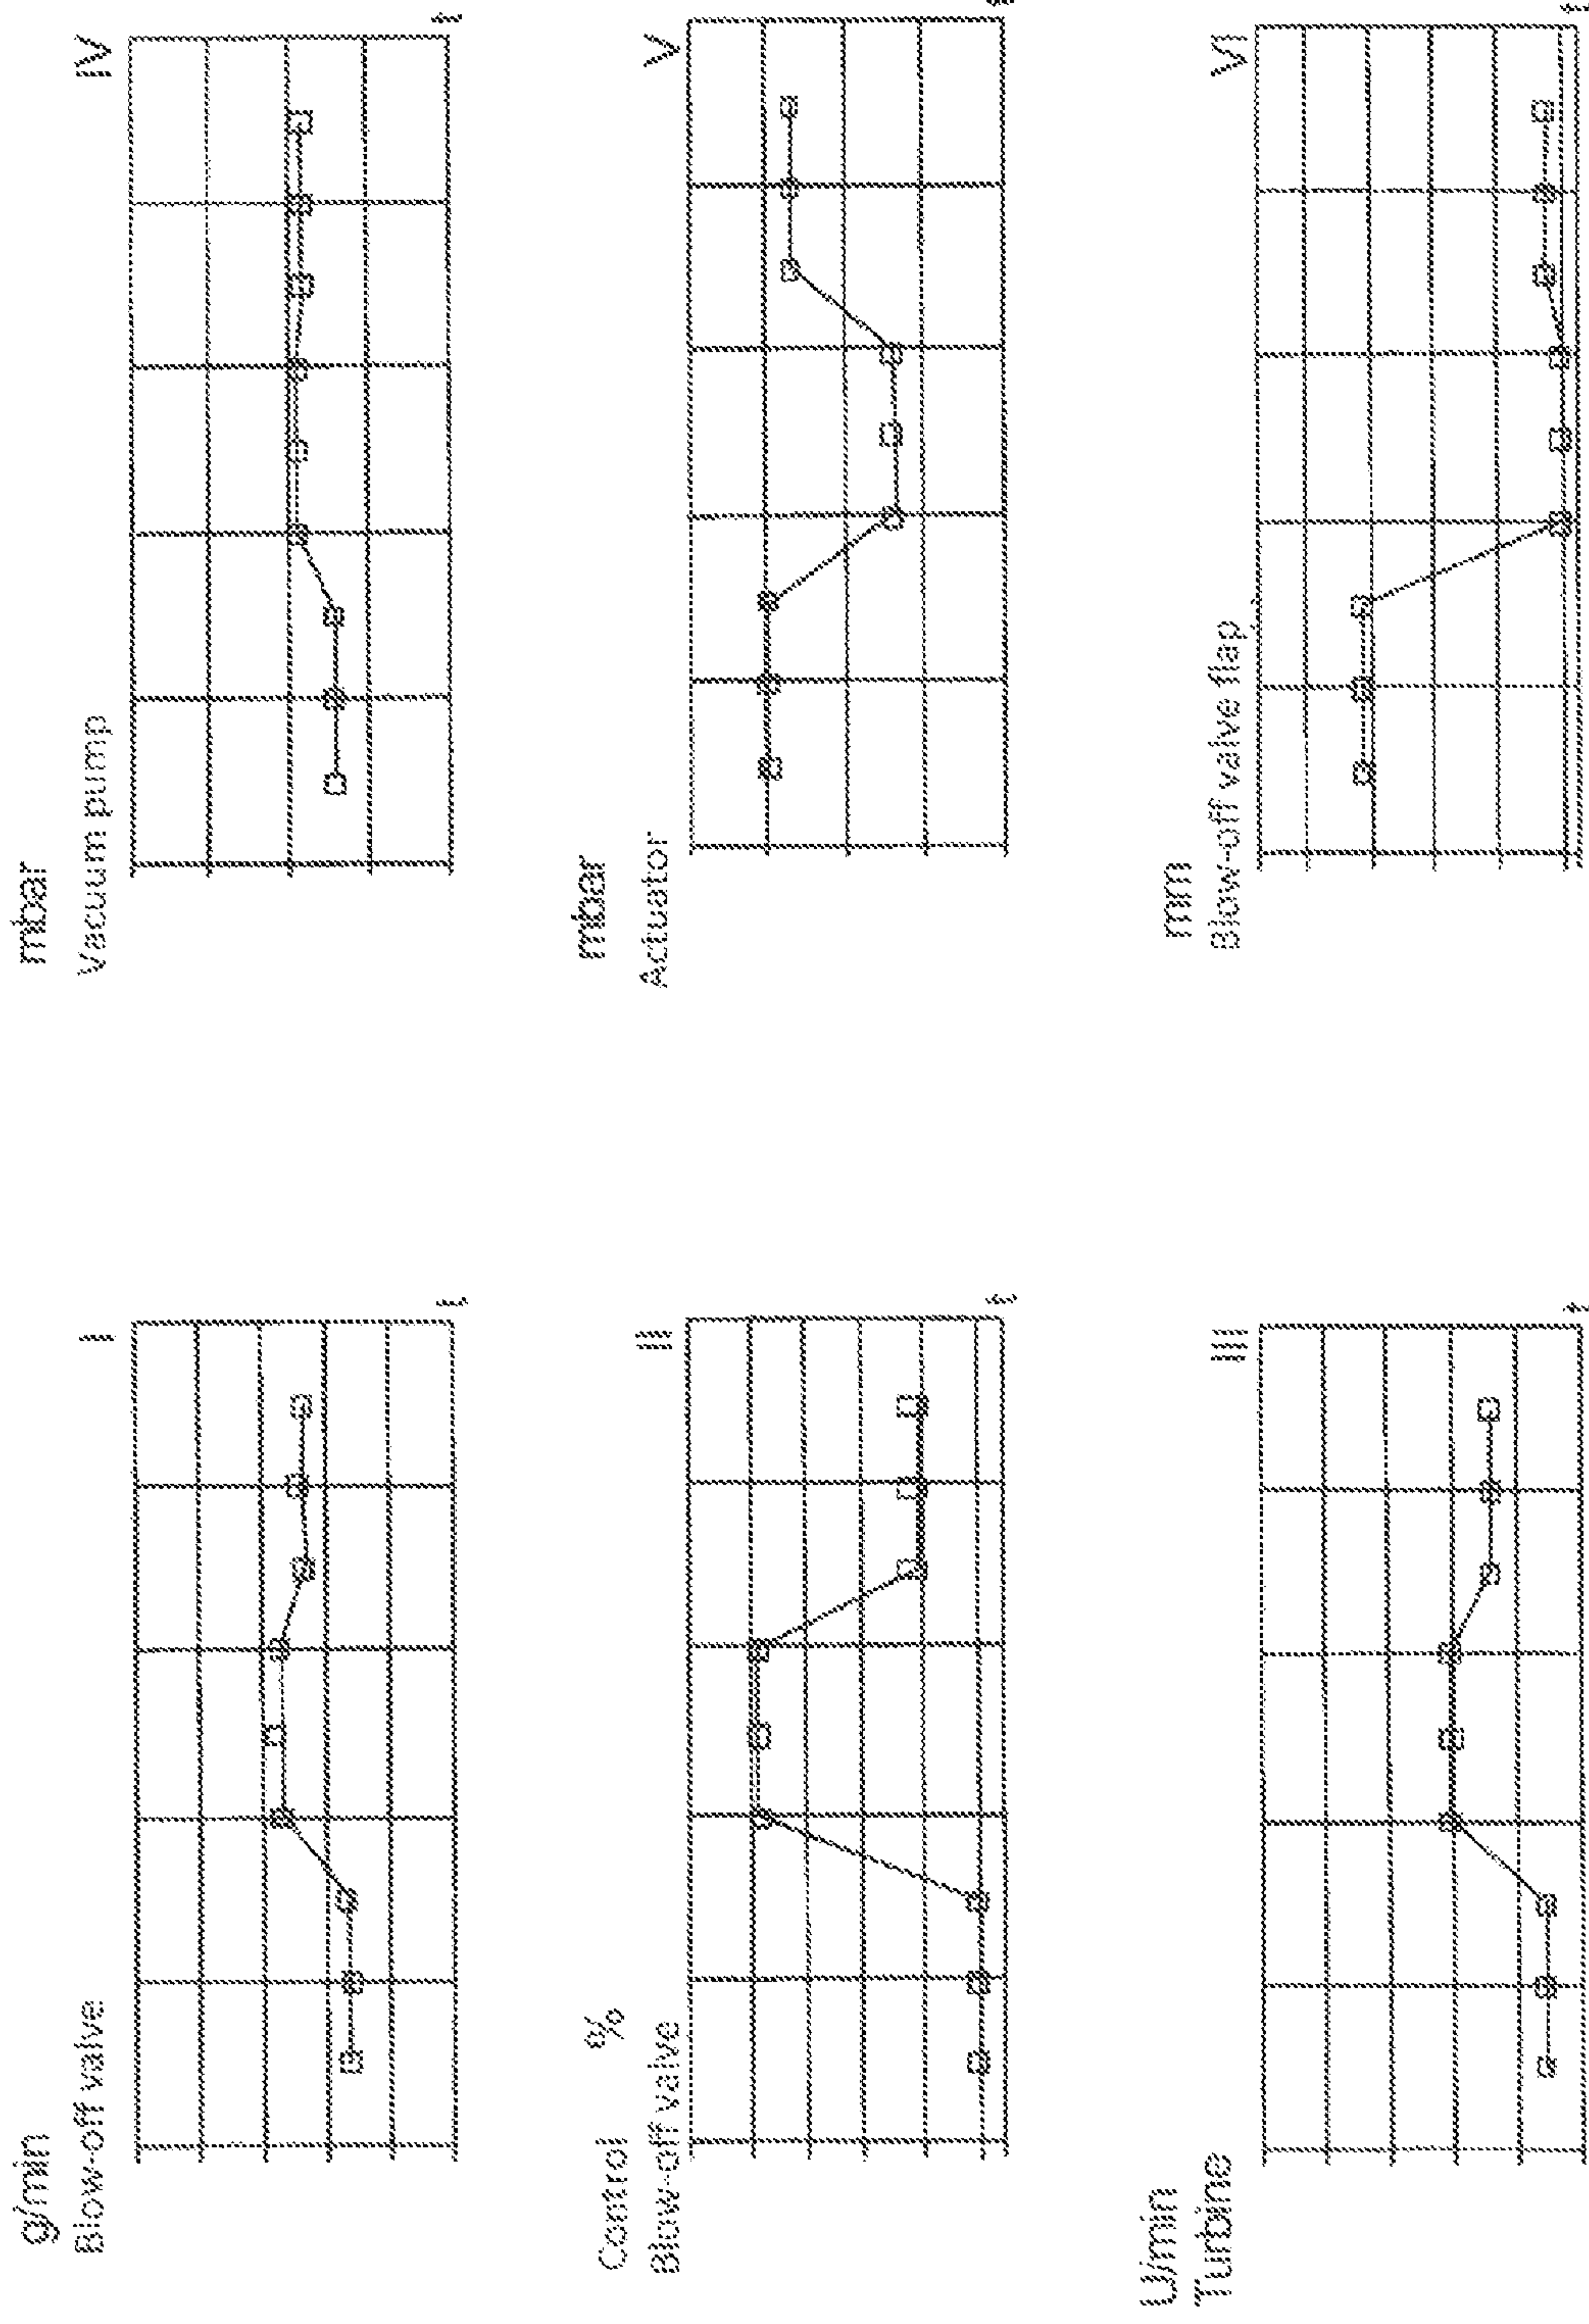 g/min
Blow-off valve
I
t
Control %
Blow-off valve
II
t
U/min
Turbine
III
t
mbar
Vacuum pump
IV
t
mbar
Actuator
V
t
mm
Blow-off valve flap
VI
t